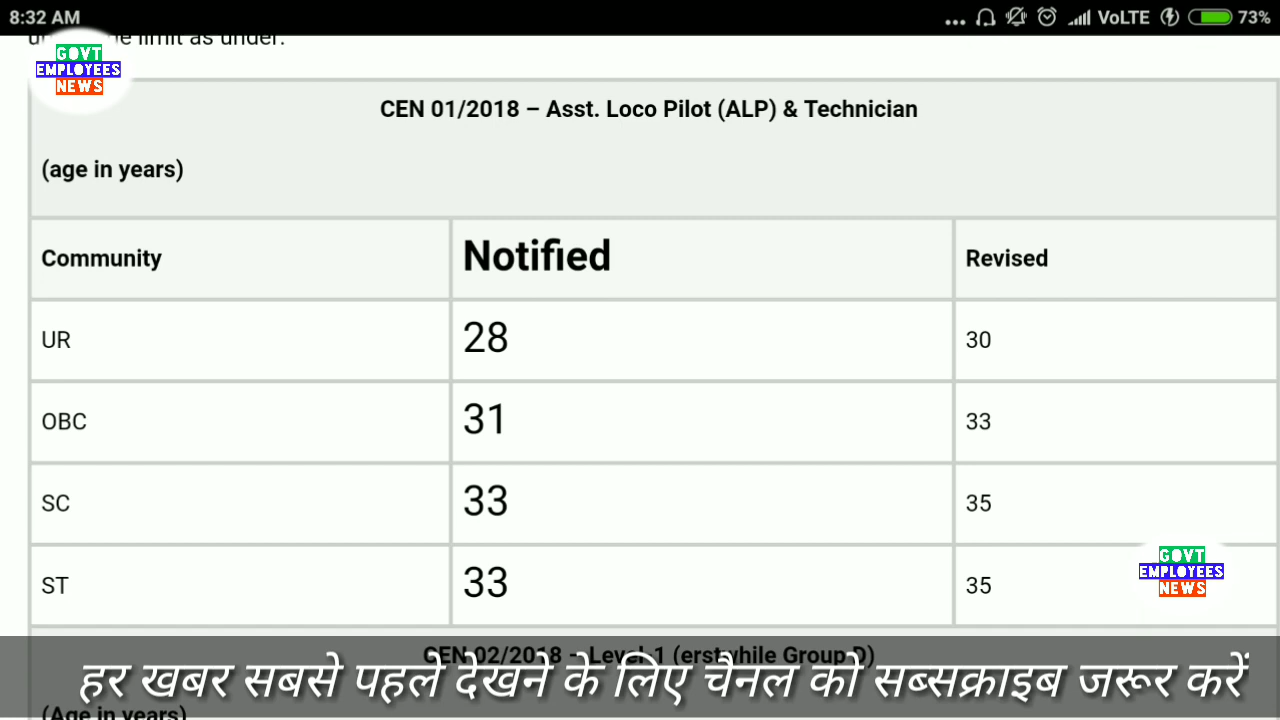 8:32 AM
... VoLTE 73%
limit as under:
GOVT
EMPLOYEES
NEWS
CEN 01/2018 – Asst. Loco Pilot (ALP) & Technician
(age in years)
Community Notified Revised
UR 28 30
OBC 31 33
SC 33 35
ST 33 35
GOVT
EMPLOYEES
NEWS
CEN 02/2018 – Level-1 (erstwhile Group D)
हर खबर सबसे पहले देखने के लिए चैनल को सब्सक्राइब जरूर करें
(Age in years)